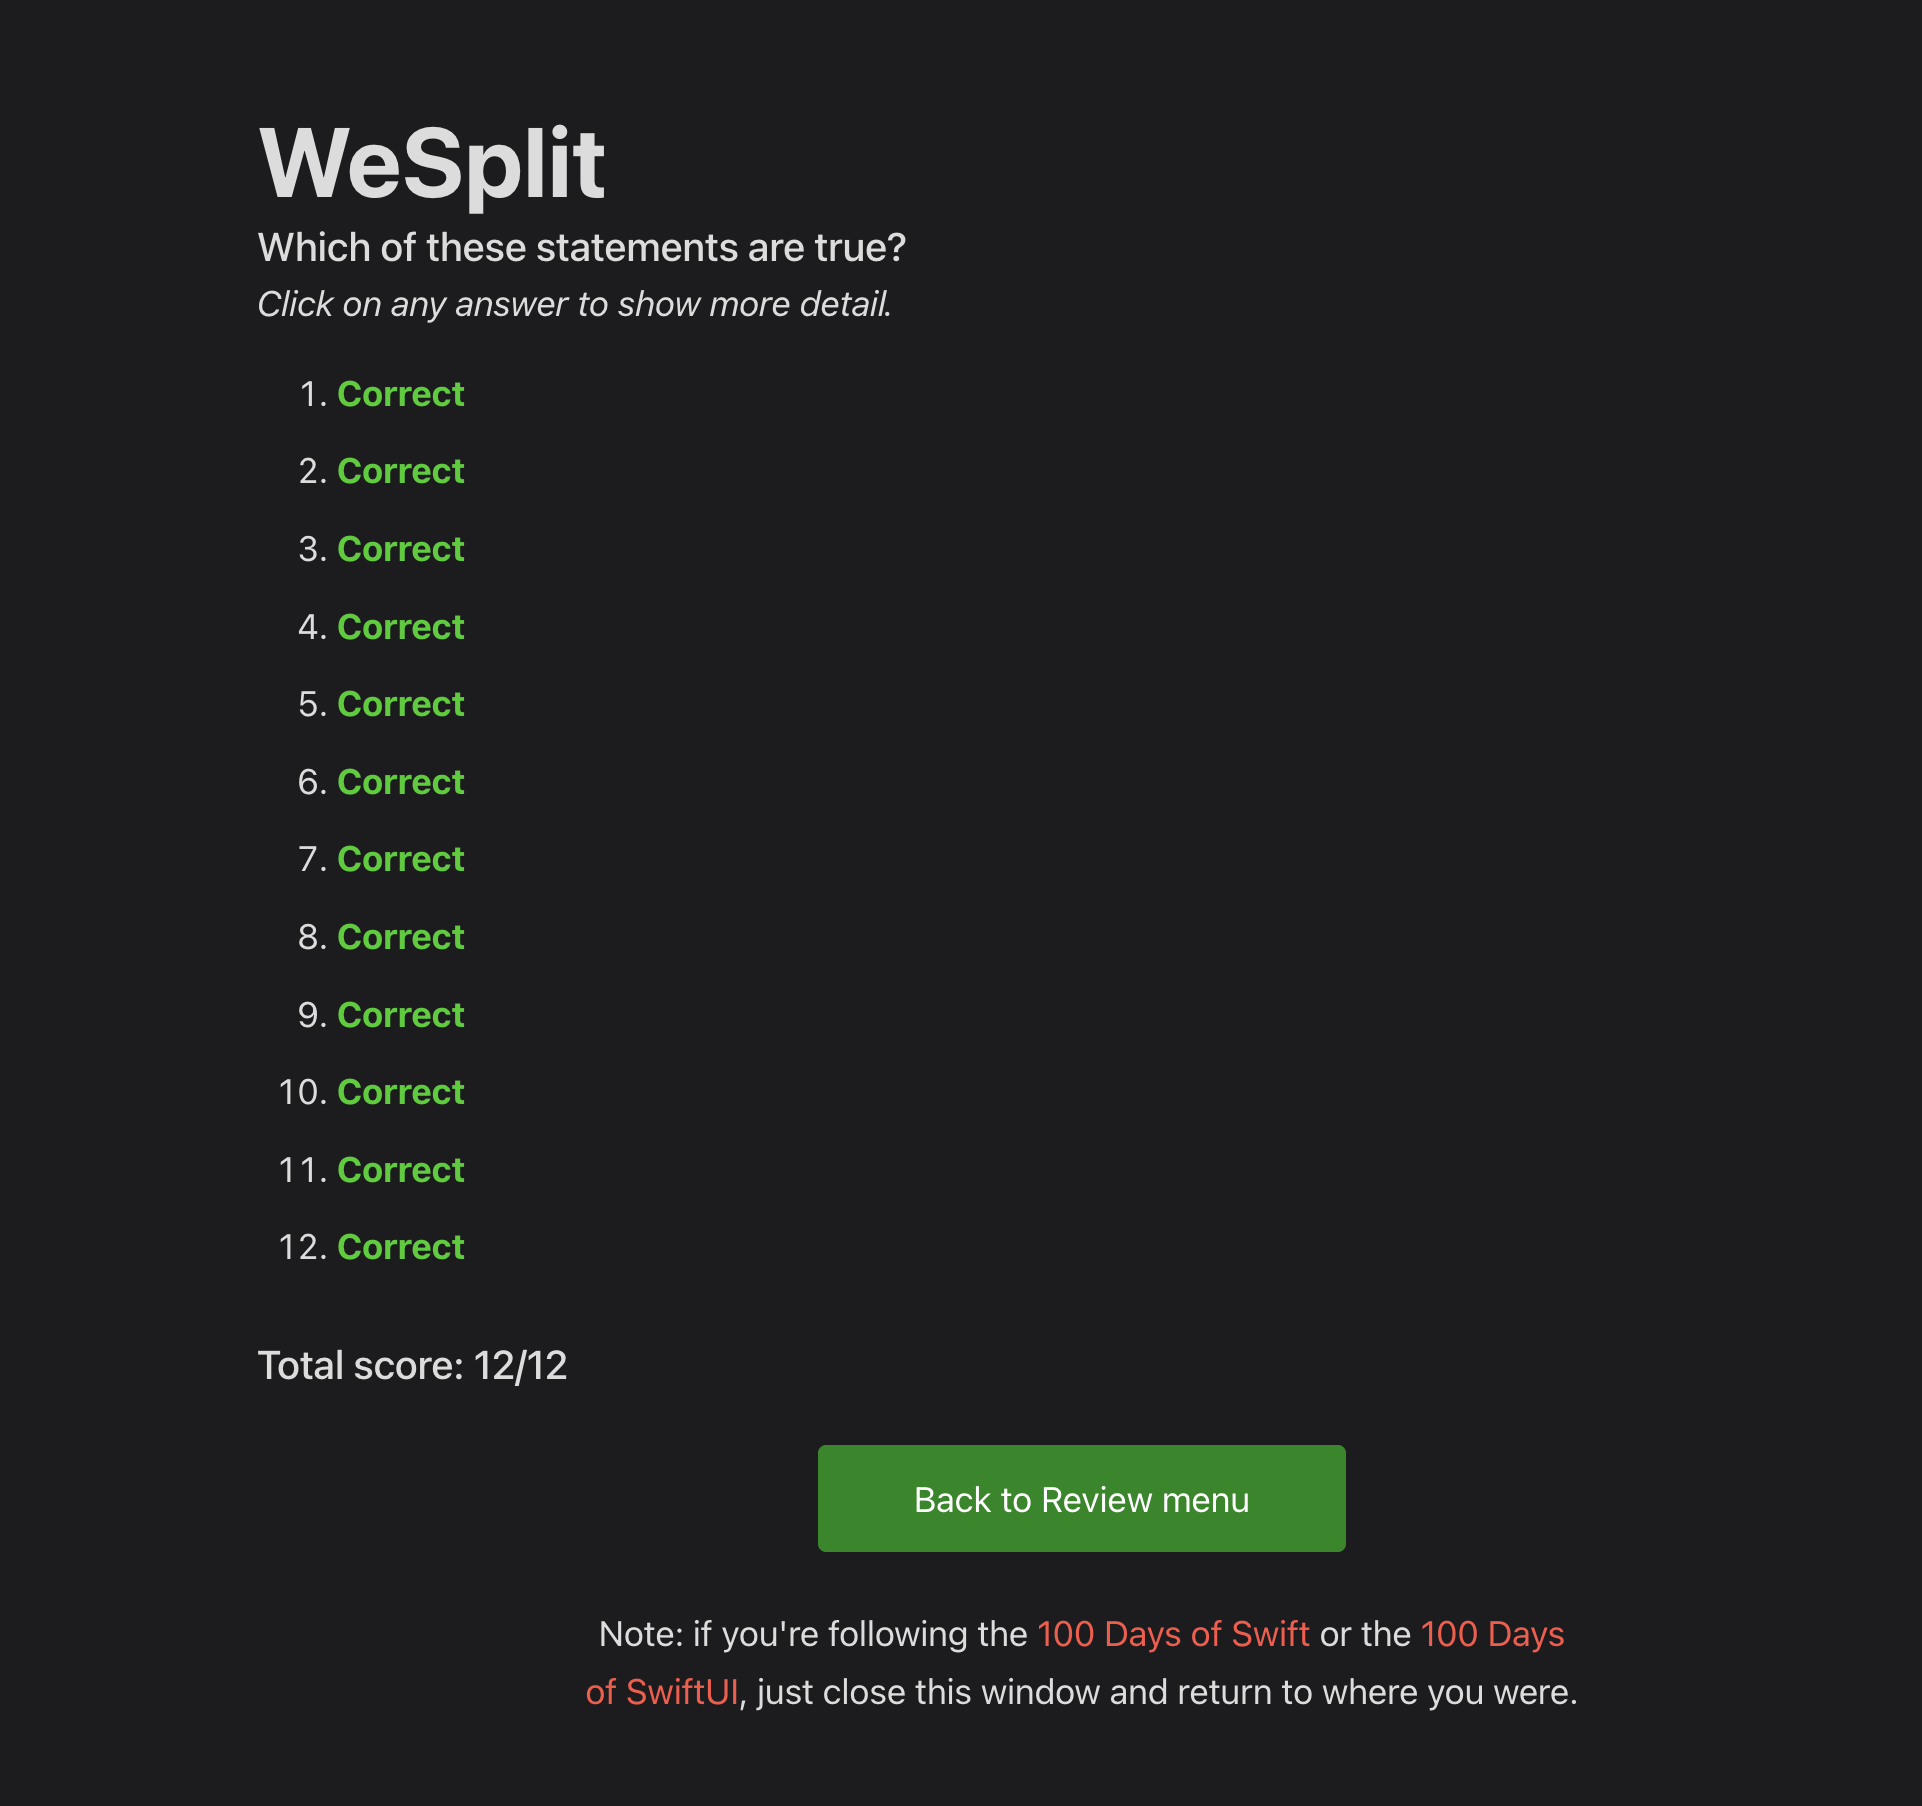 WeSplit
Which of these statements are true?
Click on any answer to show more detail.
1. Correct
2. Correct
3. Correct
4. Correct
5. Correct
6. Correct
7. Correct
8. Correct
9. Correct
10. Correct
11. Correct
12. Correct
Total score: 12/12
Back to Review menu
Note: if you're following the 100 Days of Swift or the 100 Days
of SwiftUI, just close this window and return to where you were.